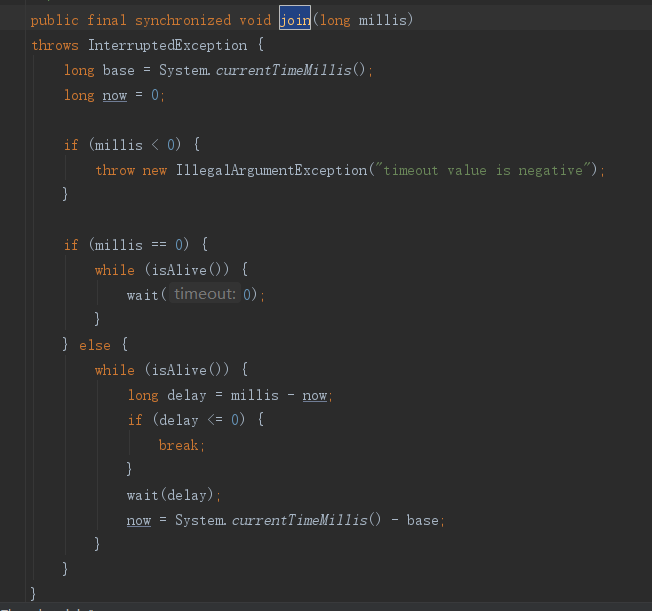 public final synchronized void join(long millis)
throws InterruptedException {
    long base = System.currentTimeMillis();
    long now = 0;

    if (millis < 0) {
        throw new IllegalArgumentException("timeout value is negative");
    }

    if (millis == 0) {
        while (isAlive()) {
            wait( timeout: 0);
        }
    } else {
        while (isAlive()) {
            long delay = millis - now;
            if (delay <= 0) {
                break;
            }
            wait(delay);
            now = System.currentTimeMillis() - base;
        }
    }
}